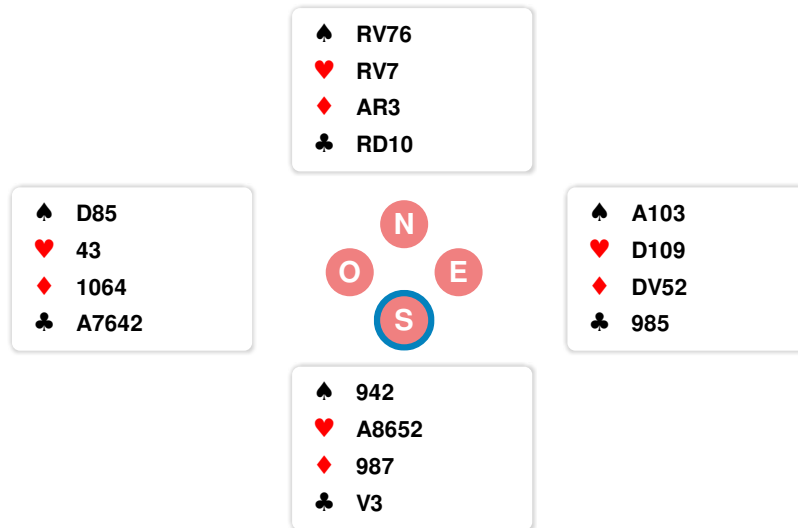 ♠ RV76
♥ RV7
♦ AR3
♣ RD10
♠ D85
♥ 43
♦ 1064
♣ A7642
N
O E
S
♠ A103
♥ D109
♦ DV52
♣ 985
♠ 942
♥ A8652
♦ 987
♣ V3